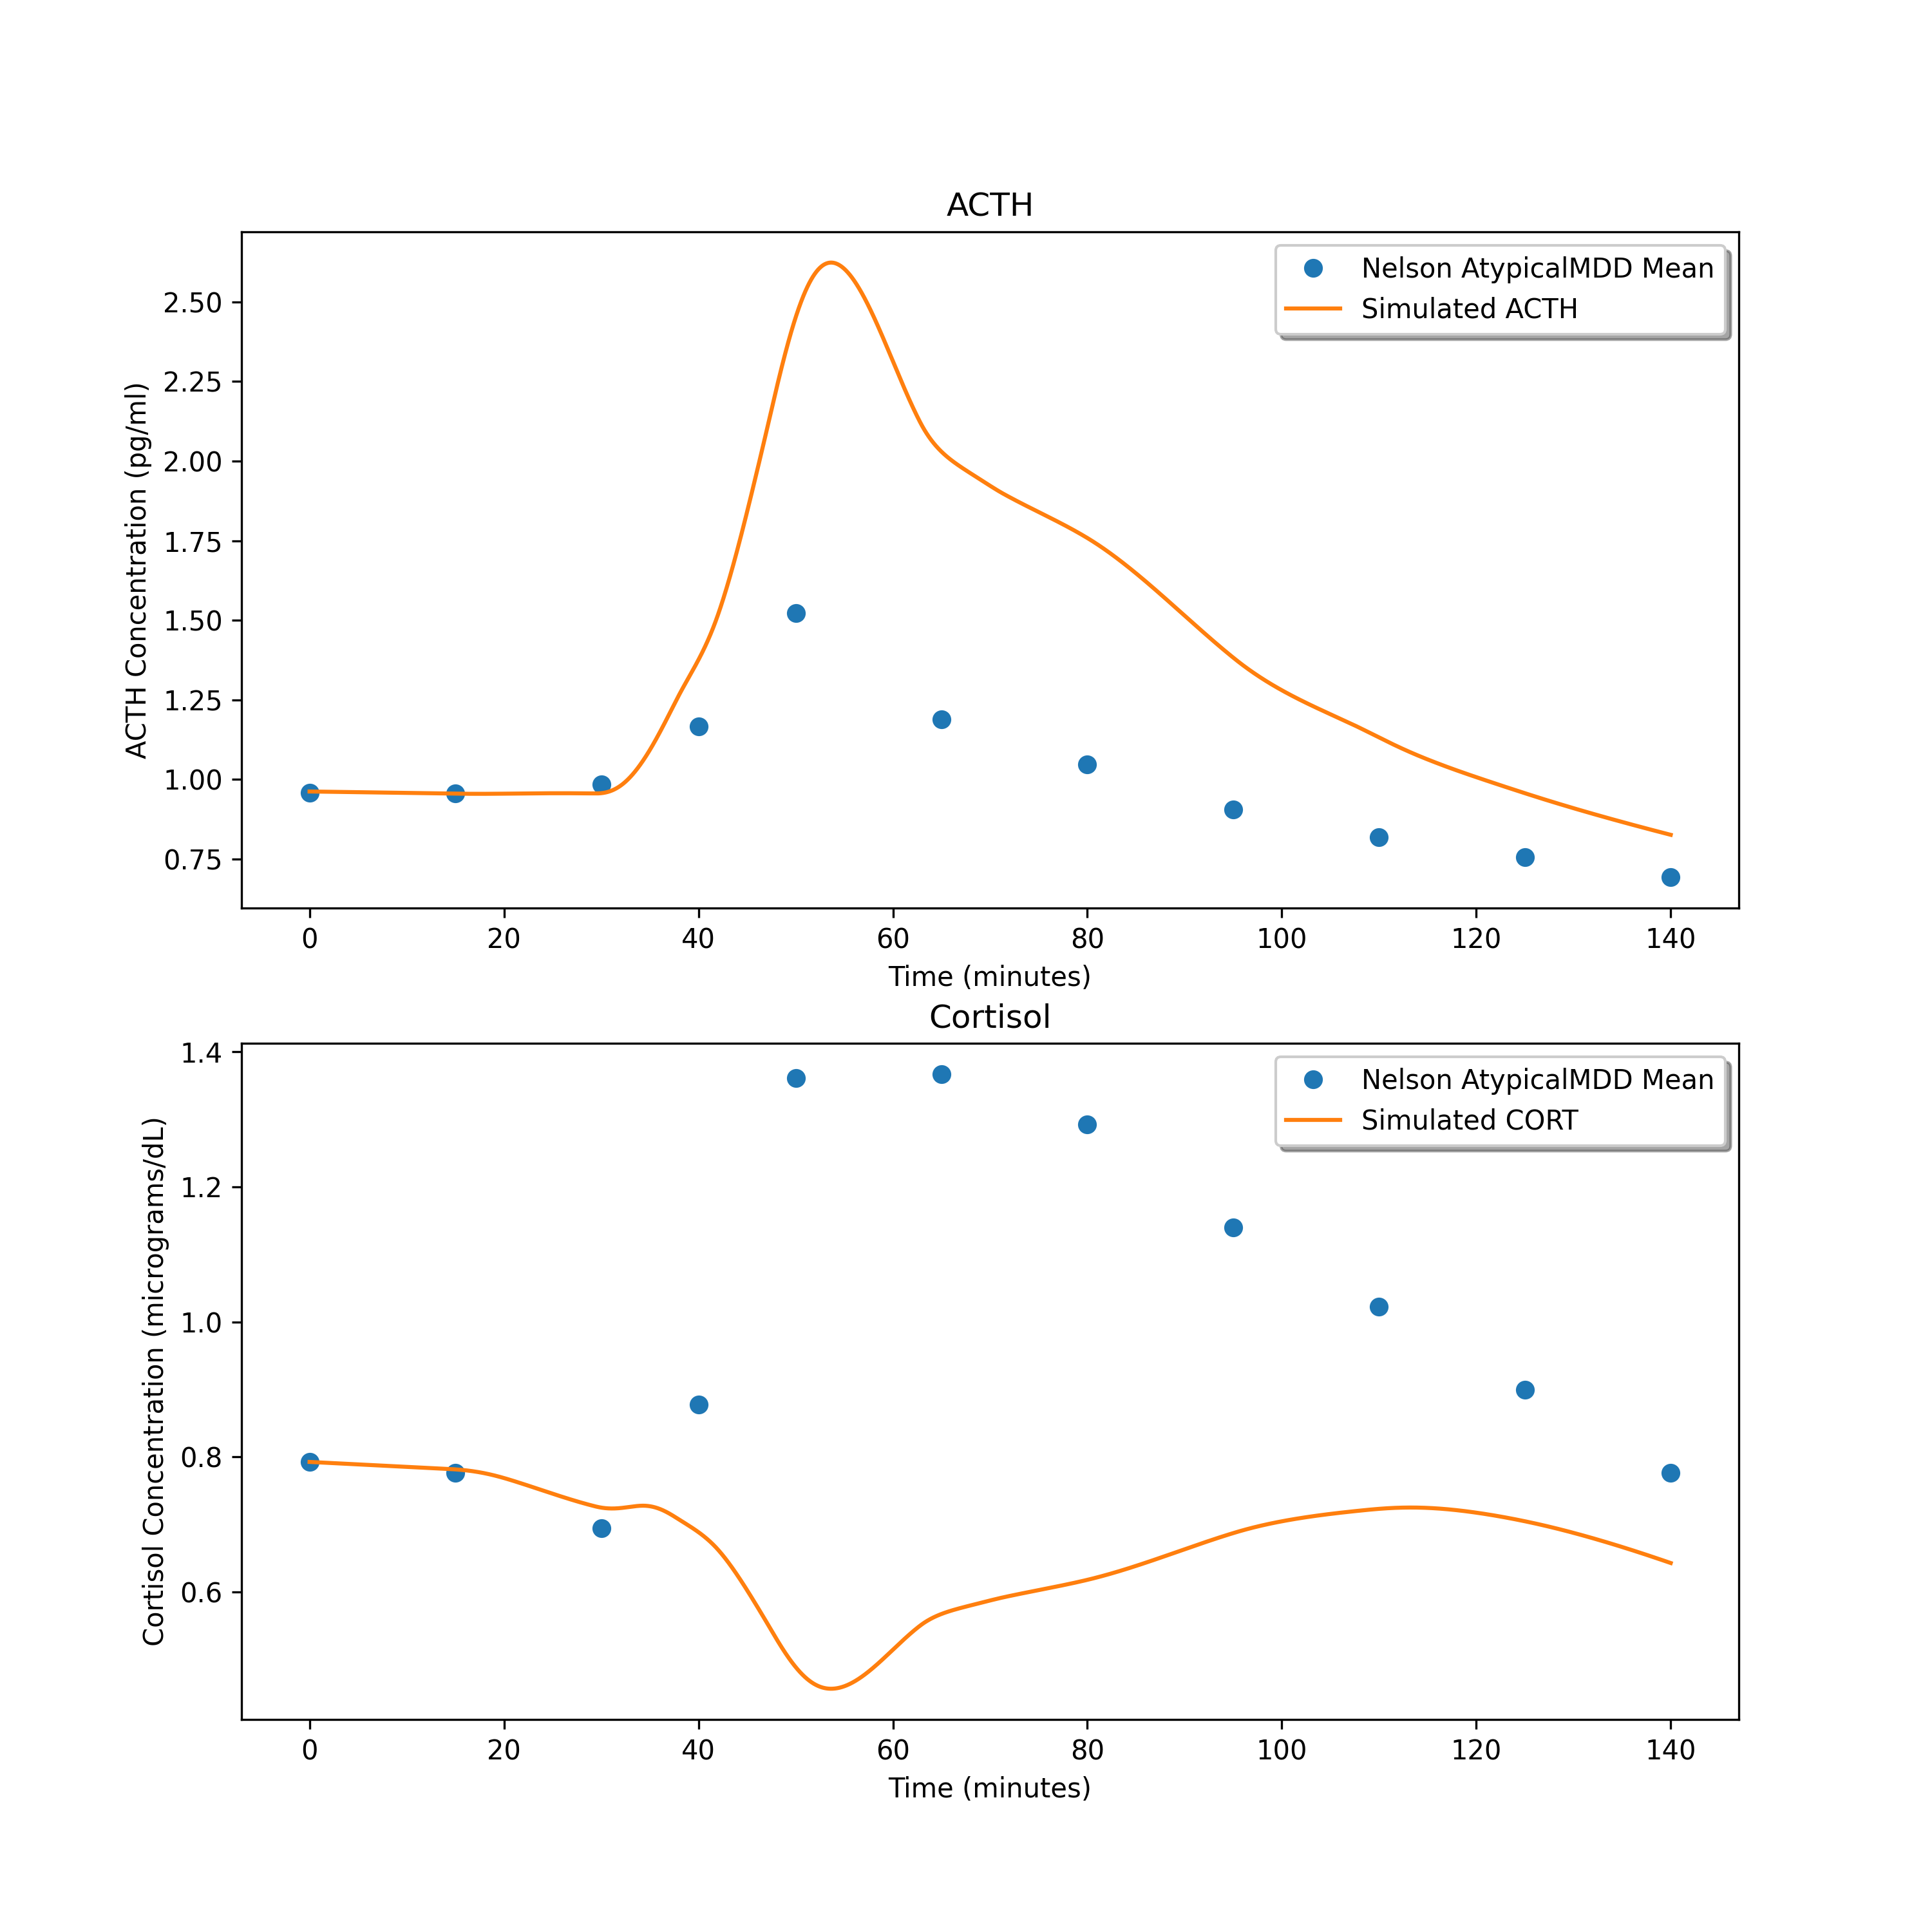 ACTH
Nelson AtypicalMDD Mean
Simulated ACTH
ACTH Concentration (pg/ml)
2.50
2.25
2.00
1.75
1.50
1.25
1.00
0.75
0 20 40 60 80 100 120 140
Time (minutes)
Cortisol
Nelson AtypicalMDD Mean
Simulated CORT
Cortisol Concentration (micrograms/dL)
1.4
1.2
1.0
0.8
0.6
0 20 40 60 80 100 120 140
Time (minutes)